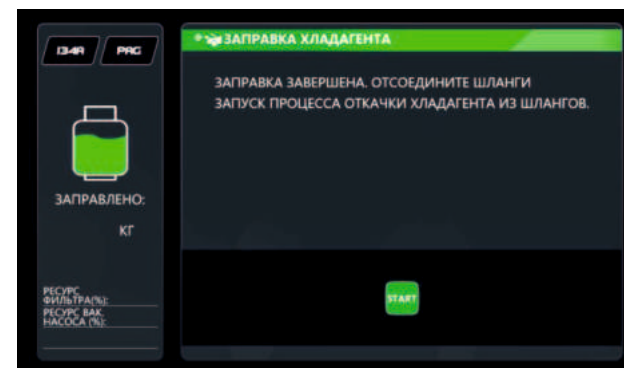 134A PAG
ЗАПРАВКА ХЛАДАГЕНТА
ЗАПРАВКА ЗАВЕРШЕНА. ОТСОЕДИНИТЕ ШЛАНГИ
ЗАПУСК ПРОЦЕССА ОТКАЧКИ ХЛАДАГЕНТА ИЗ ШЛАНГОВ.
ЗАПРАВЛЕНО:
КГ
РЕСУРС
ФИЛЬТРА(%):
РЕСУРС ВАК.
НАСОСА (%):
START